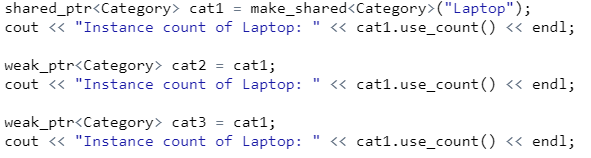 shared_ptr<Category> cat1 = make_shared<Category>("Laptop");
cout << "Instance count of Laptop: " << cat1.use_count() << endl;
weak_ptr<Category> cat2 = cat1;
cout << "Instance count of Laptop: " << cat1.use_count() << endl;
weak_ptr<Category> cat3 = cat1;
cout << "Instance count of Laptop: " << cat1.use_count() << endl;